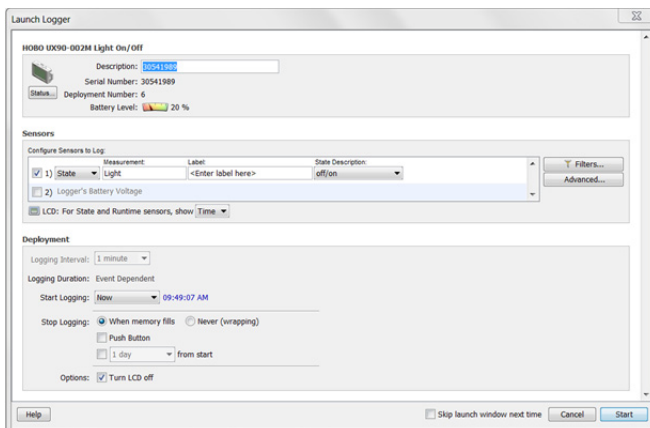 Launch Logger
HOBO UX90-002M Light On/Off
Description: 30541989
Serial Number: 30541989
Status... Deployment Number: 6
Battery Level: 20 %
Sensors
Configure Sensors to Log:
Measurement: Label: State Description:
1) State Light <Enter label here> off/on
Filters...
2) Logger's Battery Voltage
Advanced...
LCD: For State and Runtime sensors, show Time
Deployment
Logging Interval: 1 minute
Logging Duration: Event Dependent
Start Logging: Now 09:49:07 AM
Stop Logging: When memory fills Never (wrapping)
Push Button
1 day from start
Options: Turn LCD off
Help Skip launch window next time Cancel Start